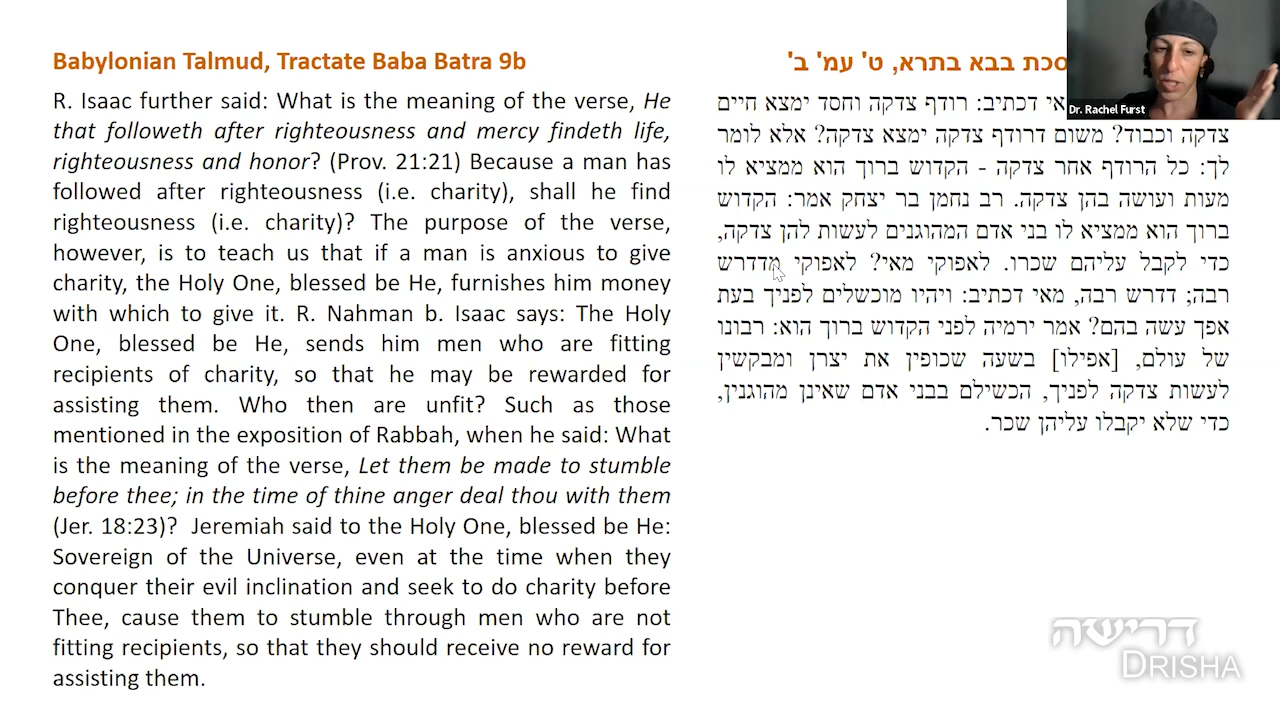 Babylonian Talmud, Tractate Baba Batra 9b
R. Isaac further said: What is the meaning of the verse, He
that followeth after righteousness and mercy findeth life,
righteousness and honor? (Prov. 21:21) Because a man has
followed after righteousness (i.e. charity), shall he find
righteousness (i.e. charity)? The purpose of the verse,
however, is to teach us that if a man is anxious to give
charity, the Holy One, blessed be He, furnishes him money
with which to give it. R. Nahman b. Isaac says: The Holy
One, blessed be He, sends him men who are fitting
recipients of charity, so that he may be rewarded for
assisting them. Who then are unfit? Such as those
mentioned in the exposition of Rabbah, when he said: What
is the meaning of the verse, Let them be made to stumble
before thee; in the time of thine anger deal thou with them
(Jer. 18:23)? Jeremiah said to the Holy One, blessed be He:
Sovereign of the Universe, even at the time when they
conquer their evil inclination and seek to do charity before
Thee, cause them to stumble through men who are not
fitting recipients, so that they should receive no reward for
assisting them.
בבא בתרא, ט' עמ' ב'
דכתיב: רודף צדקה וחסד ימצא חיים
צדקה וכבוד? משום דרודף צדקה ימצא צדקה? אלא לומר
לך: כל הרודף אחר צדקה - הקדוש ברוך הוא ממציא לו
מעות ועושה בהן צדקה. רב נחמן בר יצחק אמר: הקדוש
ברוך הוא ממציא לו בני אדם המהוגנים לעשות להן צדקה,
כדי לקבל עליהם שכרו. לאפוקי מאי? לאפוקי מדדרש
רבה; דדרש רבה, מאי דכתיב: ויהיו מוכשלים לפניך בעת
אפך עשה בהם? אמר ירמיה לפני הקדוש ברוך הוא: רבונו
של עולם, [אפילו] בשעה שכופין את יצרן ומבקשין
לעשות צדקה לפניך, הכשילם בבני אדם שאינן מהוגנין,
כדי שלא יקבלו עליהן שכר.
Dr. Rachel Furst
דרישה
DRISHA